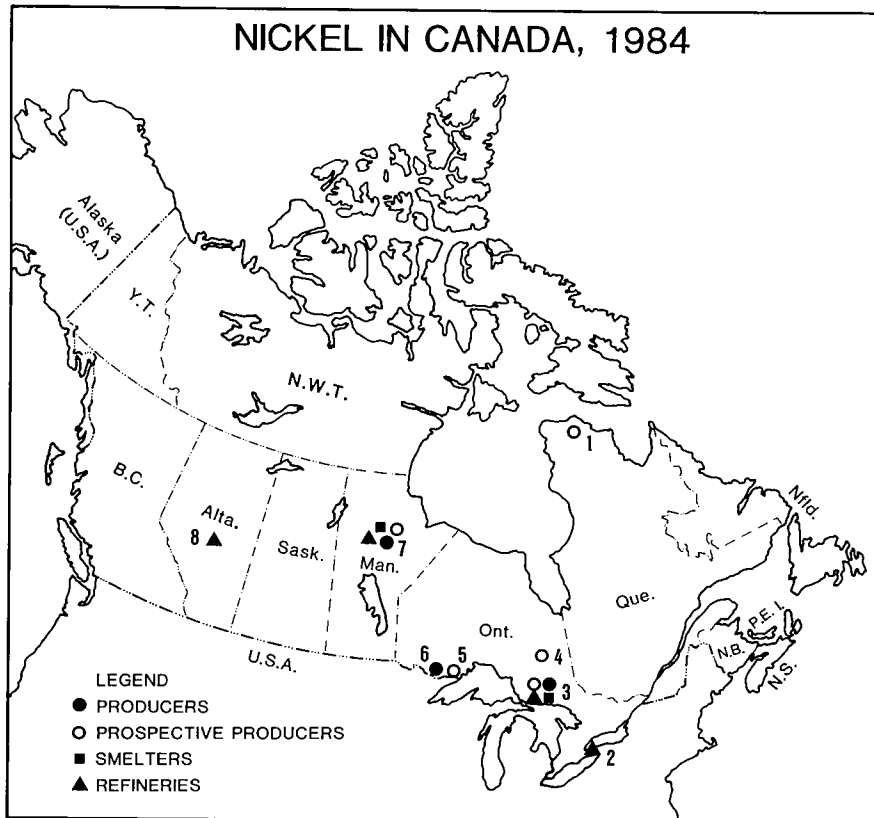 NICKEL IN CANADA, 1984
Alaska
(U.S.A.)
Y.T.
N.W.T.
1
B.C.
Alta.
8
Sask.
7
Man.
Nfld.
Que.
P.E.I.
N.B.
N.S.
Ont.
4
6
5
3
U.S.A.
2
LEGEND
PRODUCERS
PROSPECTIVE PRODUCERS
SMELTERS
REFINERIES